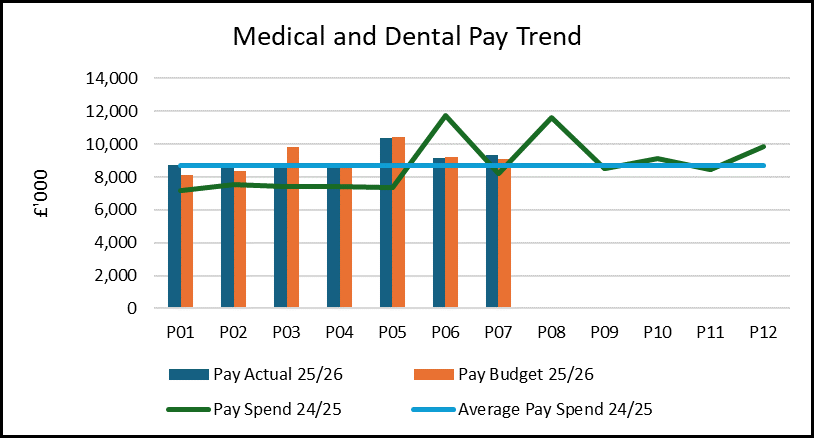 Medical and Dental Pay Trend
14,000
12,000
10,000
8,000
6,000
4,000
2,000
0
£'000
P01 P02 P03 P04 P05 P06 P07 P08 P09 P10 P11 P12
Pay Actual 25/26 Pay Budget 25/26
Pay Spend 24/25 Average Pay Spend 24/25